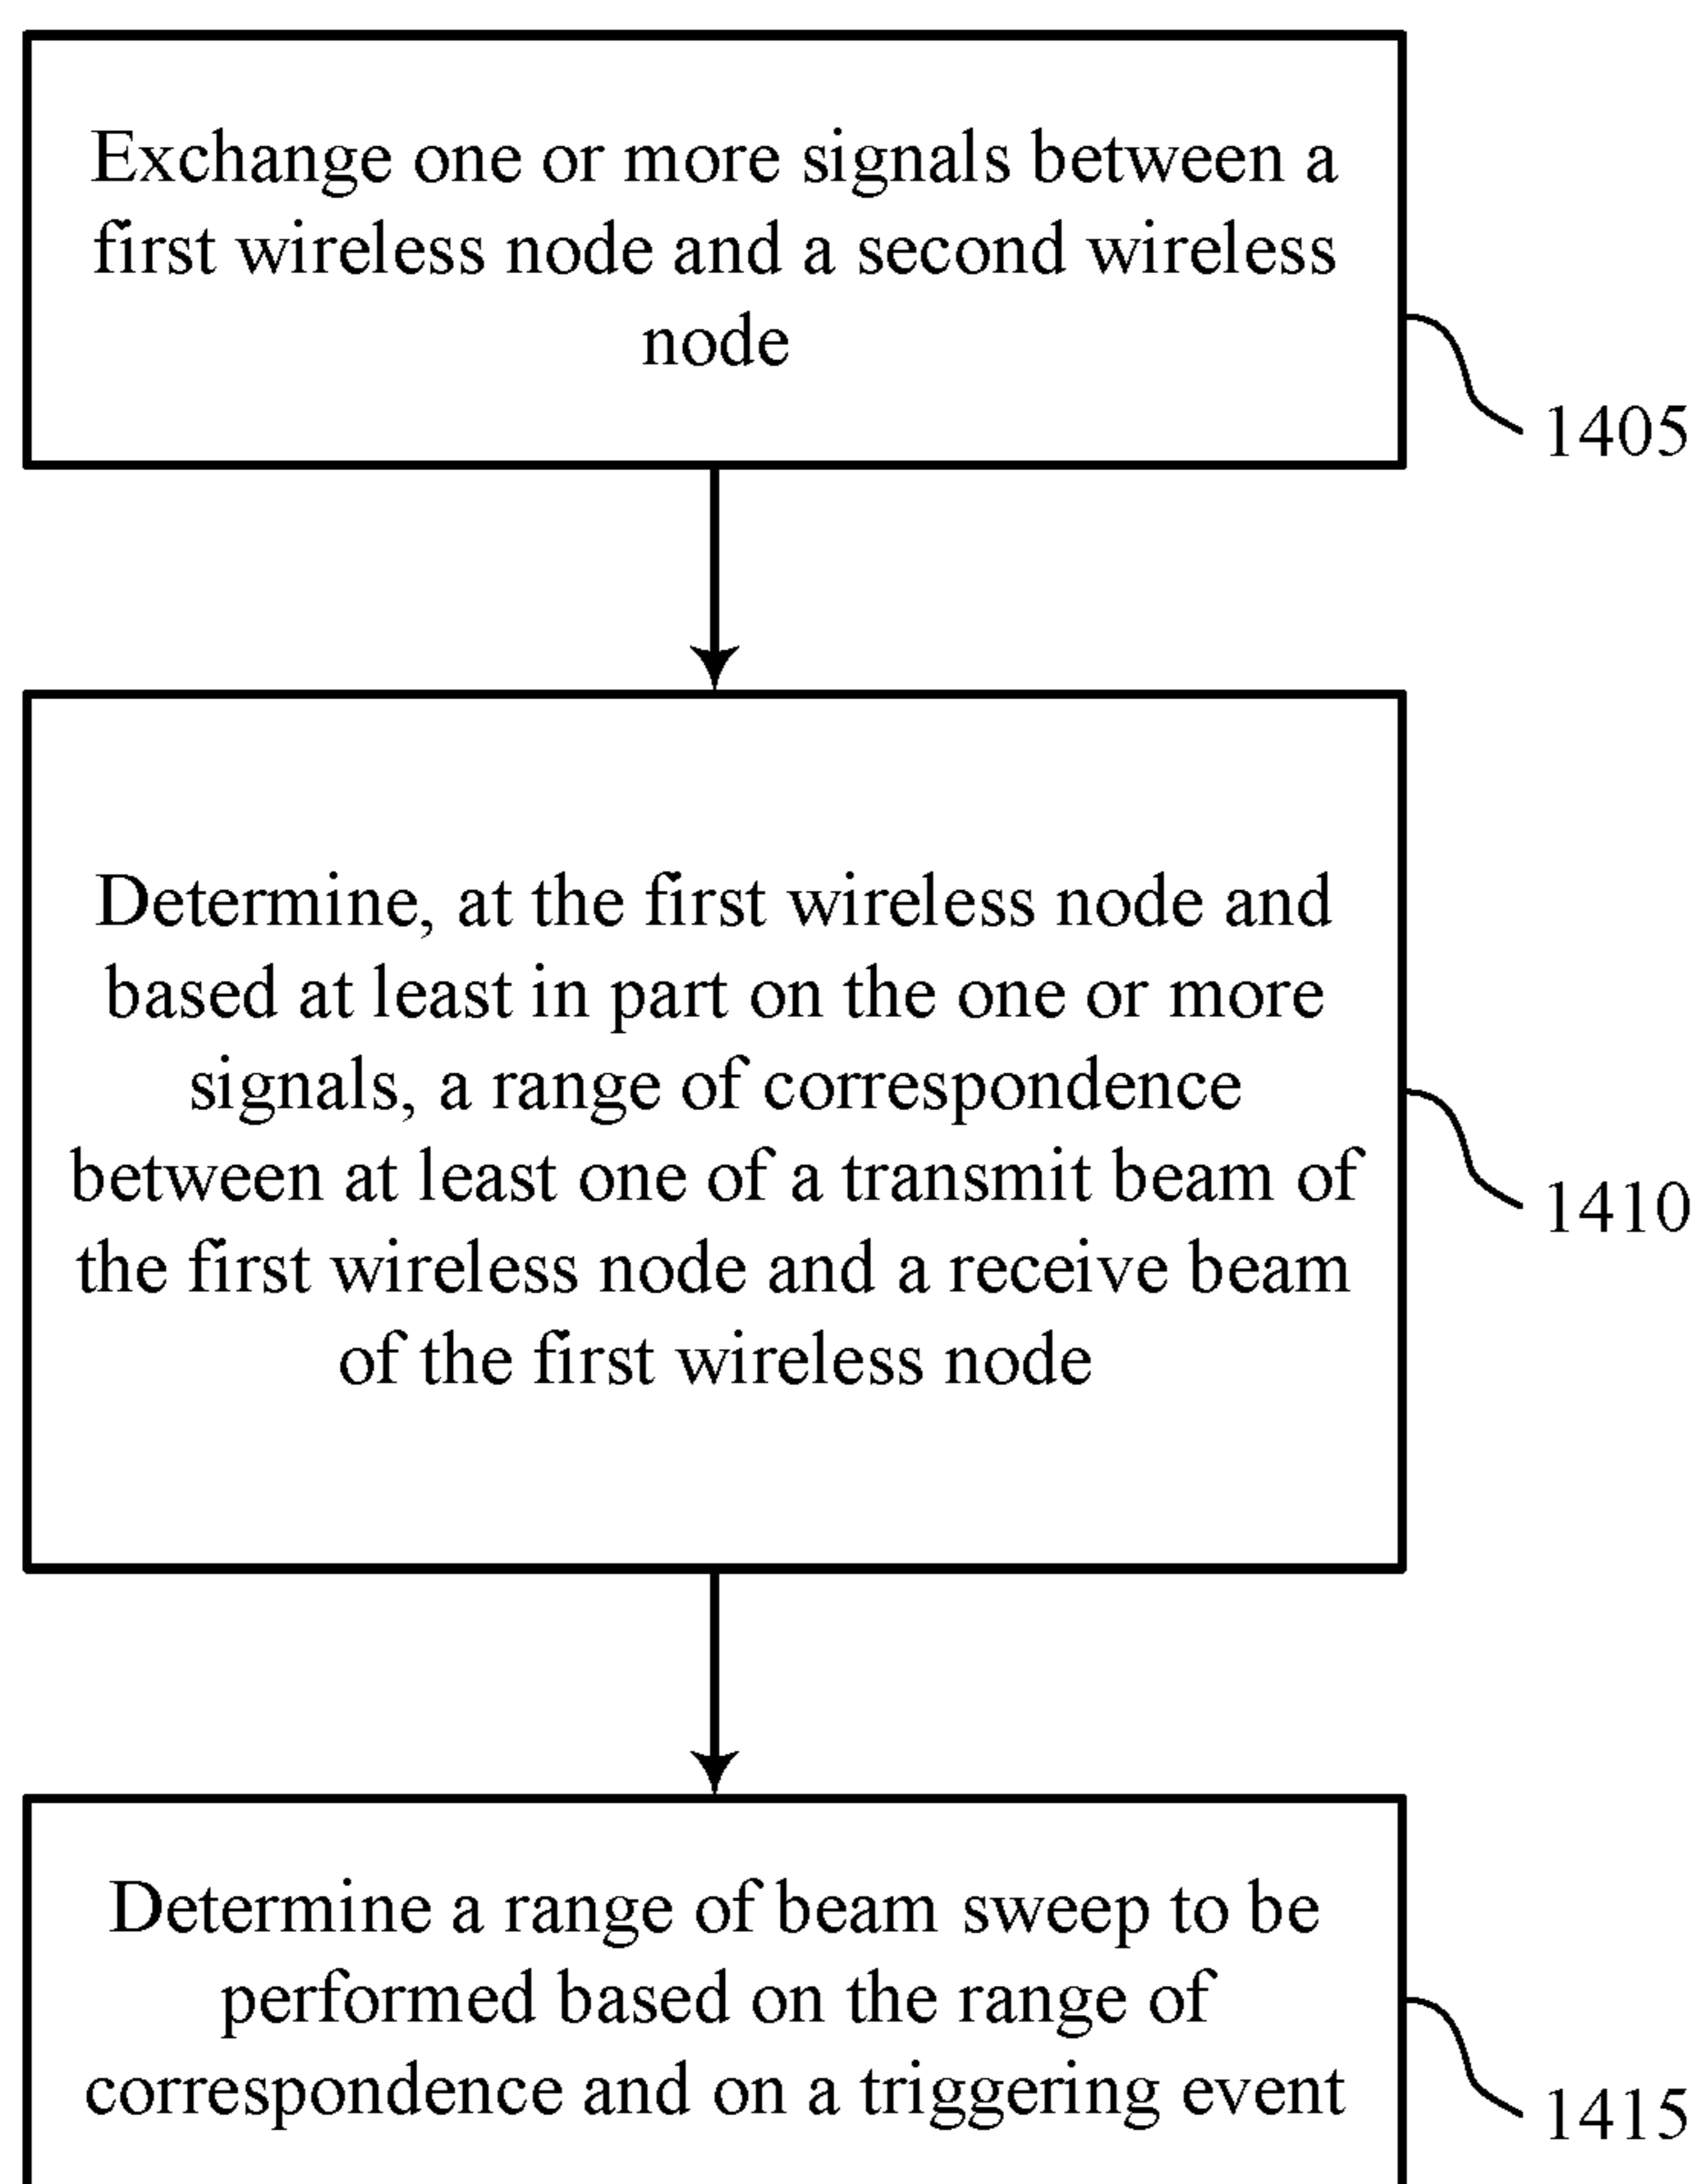 Exchange one or more signals between a
first wireless node and a second wireless
node
1405
Determine, at the first wireless node and
based at least in part on the one or more
signals, a range of correspondence
between at least one of a transmit beam of
the first wireless node and a receive beam
of the first wireless node
1410
Determine a range of beam sweep to be
performed based on the range of
correspondence and on a triggering event
1415